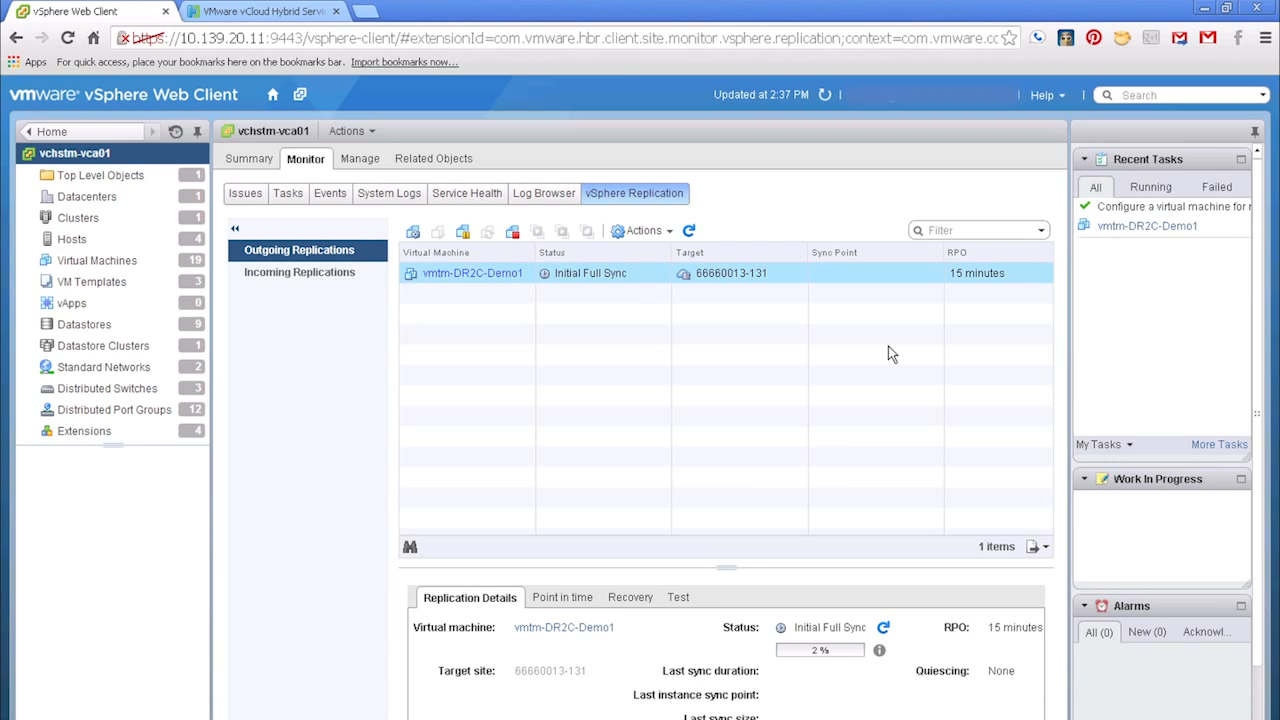 vSphere Web Client
VMware vCloud Hybrid Servi
https://10.139.20.11:9443/vsphere-client/#extensionId=com.vmware.hbr.client.site.monitor.vsphere.replication;context=com.vmware.cc
Apps For quick access, place your bookmarks here on the bookmarks bar. Import bookmarks now...
vmware vSphere Web Client Updated at 2:37 PM Help Search
Home
vchstm-vca01
Top Level Objects 1
Datacenters 1
Clusters 1
Hosts 4
Virtual Machines 19
VM Templates 2
vApps 0
Datastores 9
Datastore Clusters 1
Standard Networks 2
Distributed Switches 3
Distributed Port Groups 12
Extensions 4
vchstm-vca01 Actions
Summary Monitor Manage Related Objects
Issues Tasks Events System Logs Service Health Log Browser vSphere Replication
Outgoing Replications
Incoming Replications
Actions Filter
Virtual Machine Status Target Sync Point RPO
vmtm-DR2C-Demo1 Initial Full Sync 66660013-131 15 minutes
1 items
Replication Details Point in time Recovery Test
Virtual machine: vmtm-DR2C-Demo1 Status: Initial Full Sync RPO: 15 minutes
2 %
Target site: 66660013-131 Last sync duration: Quiescing: None
Last instance sync point:
Last sync size:
Recent Tasks
All Running Failed
Configure a virtual machine for r
vmtm-DR2C-Demo1
My Tasks More Tasks
Work In Progress
Alarms
All (0) New (0) Acknowl...